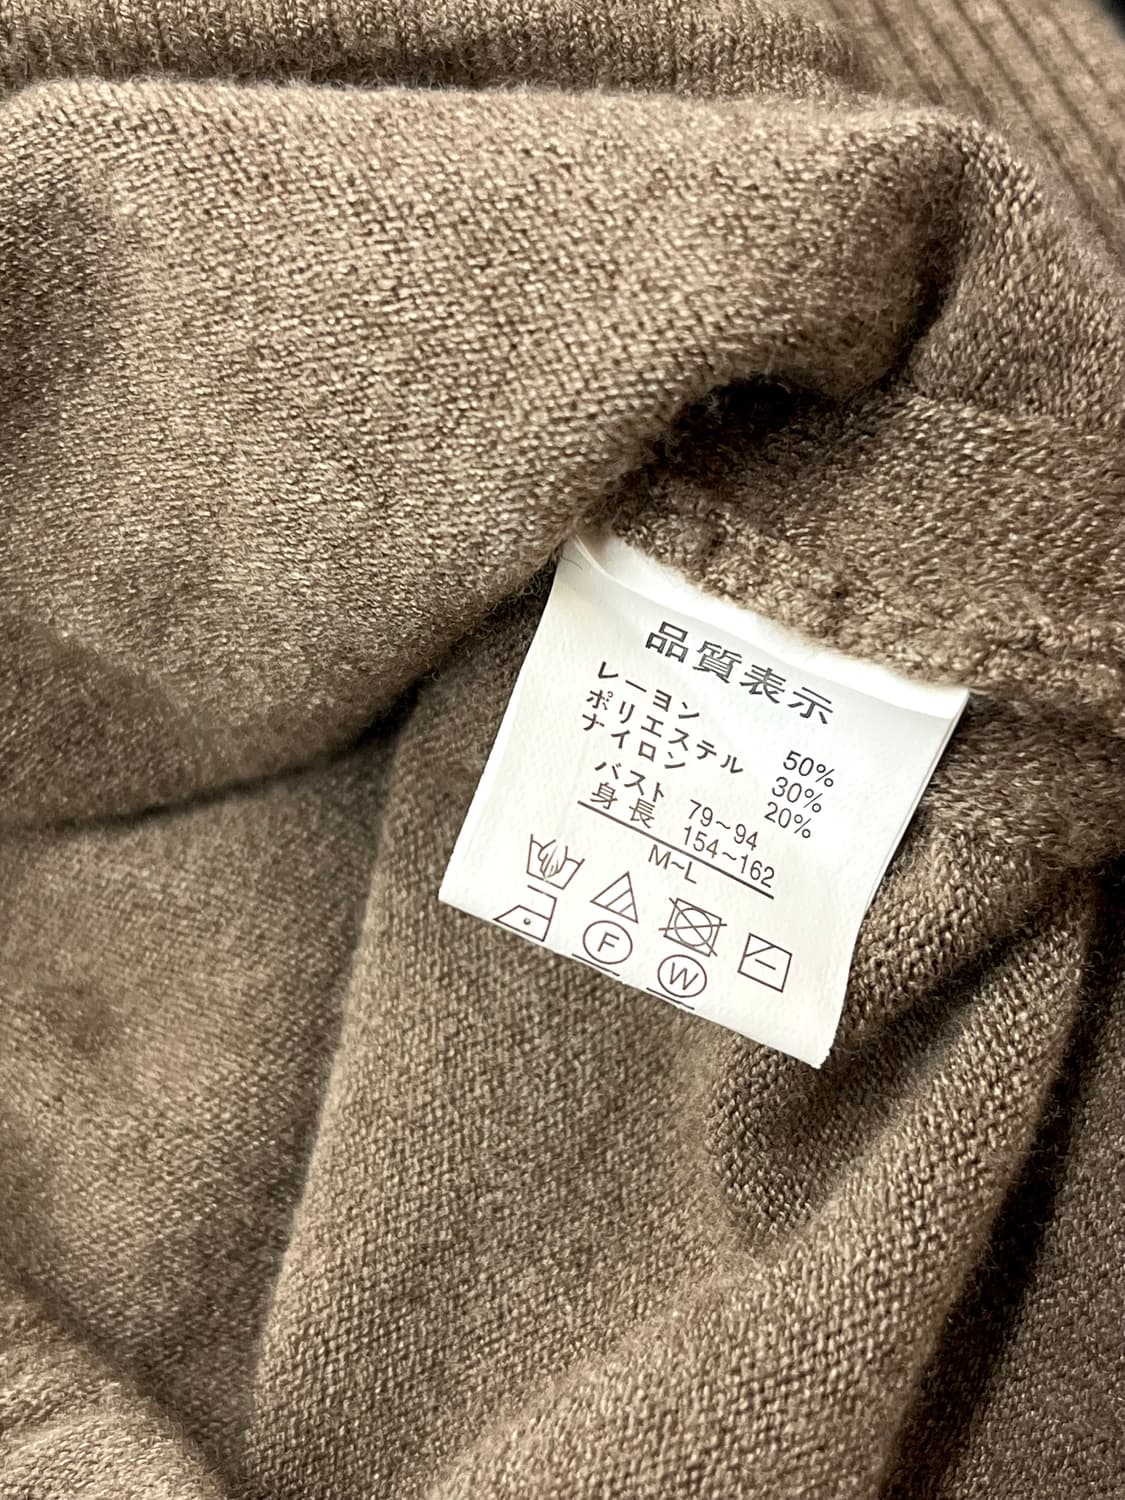 品質表示
レーヨン 50%
ポリエステル 30%
ナイロン 20%
バスト 79~94
身長 154~162
M~L
F
W